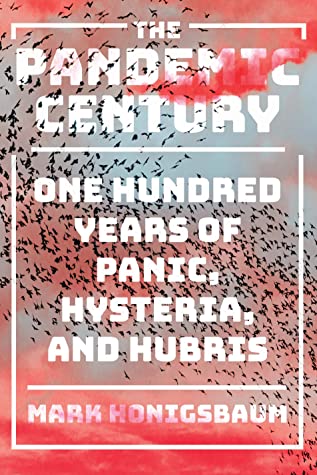 THE
PANDEMIC
CENTURY
ONE HUNDRED
YEARS OF
PANIC,
HYSTERIA,
AND HUBRIS
MARK HONIGSBAUM